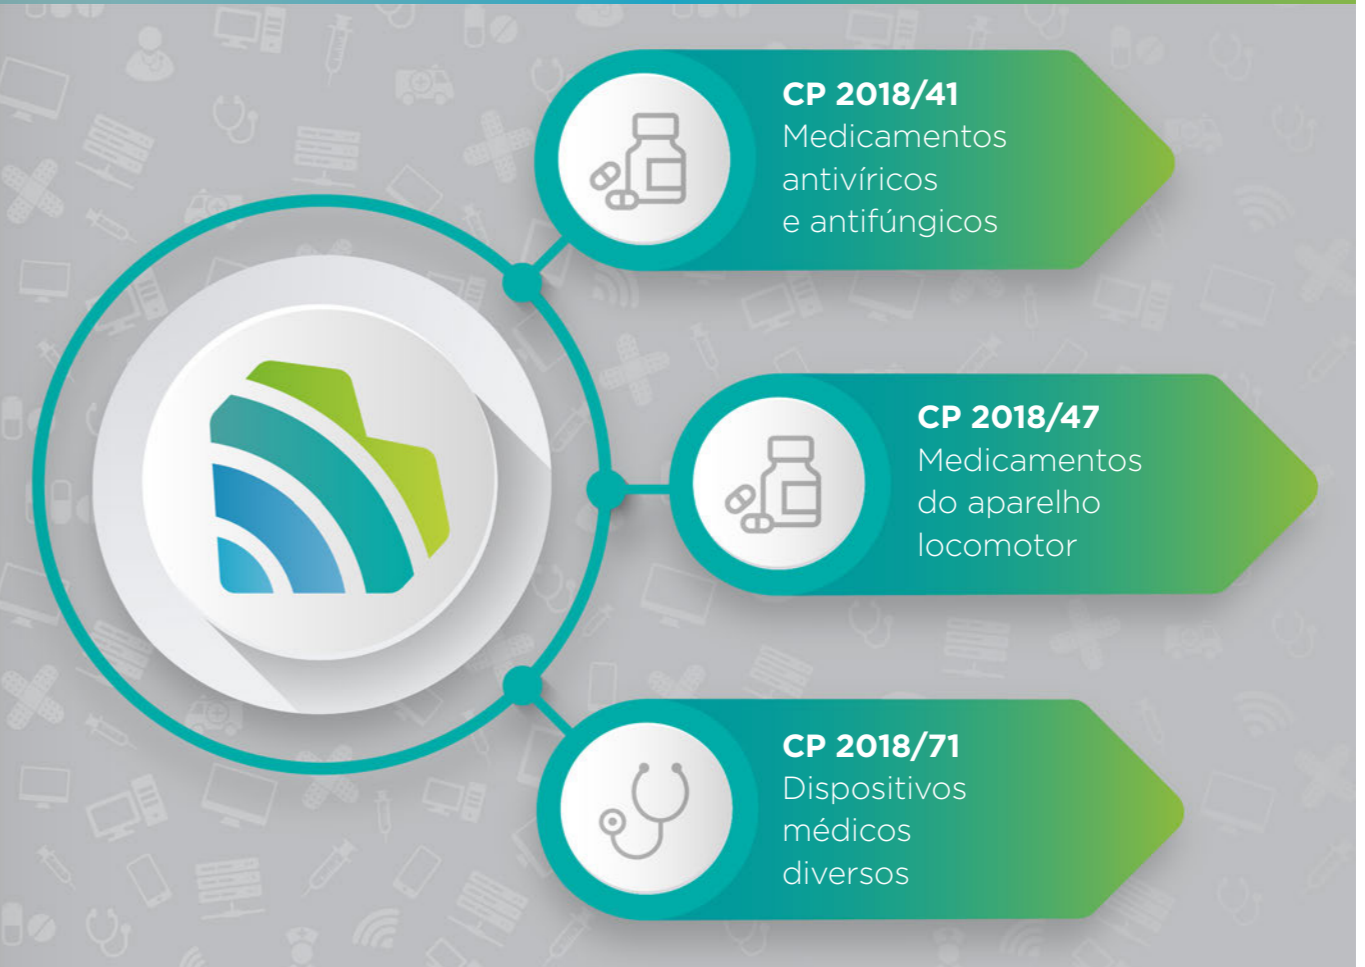 CP 2018/41
Medicamentos
antivíricos
e antifúngicos
CP 2018/47
Medicamentos
do aparelho
locomotor
CP 2018/71
Dispositivos
médicos
diversos